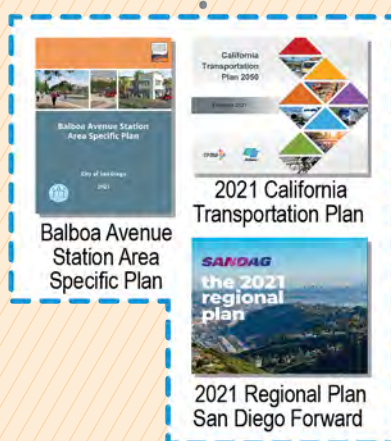 Balboa Avenue Station
Area Specific Plan
City of San Diego
2021
Balboa Avenue
Station Area
Specific Plan
California
Transportation
Plan 2050
2021 California
Transportation Plan
SANDAG
the 2021
regional
plan
2021 Regional Plan
San Diego Forward